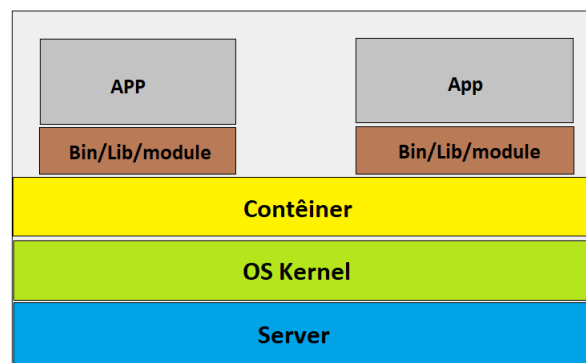 APP
App
Bin/Lib/module
Bin/Lib/module
Contêiner
OS Kernel
Server